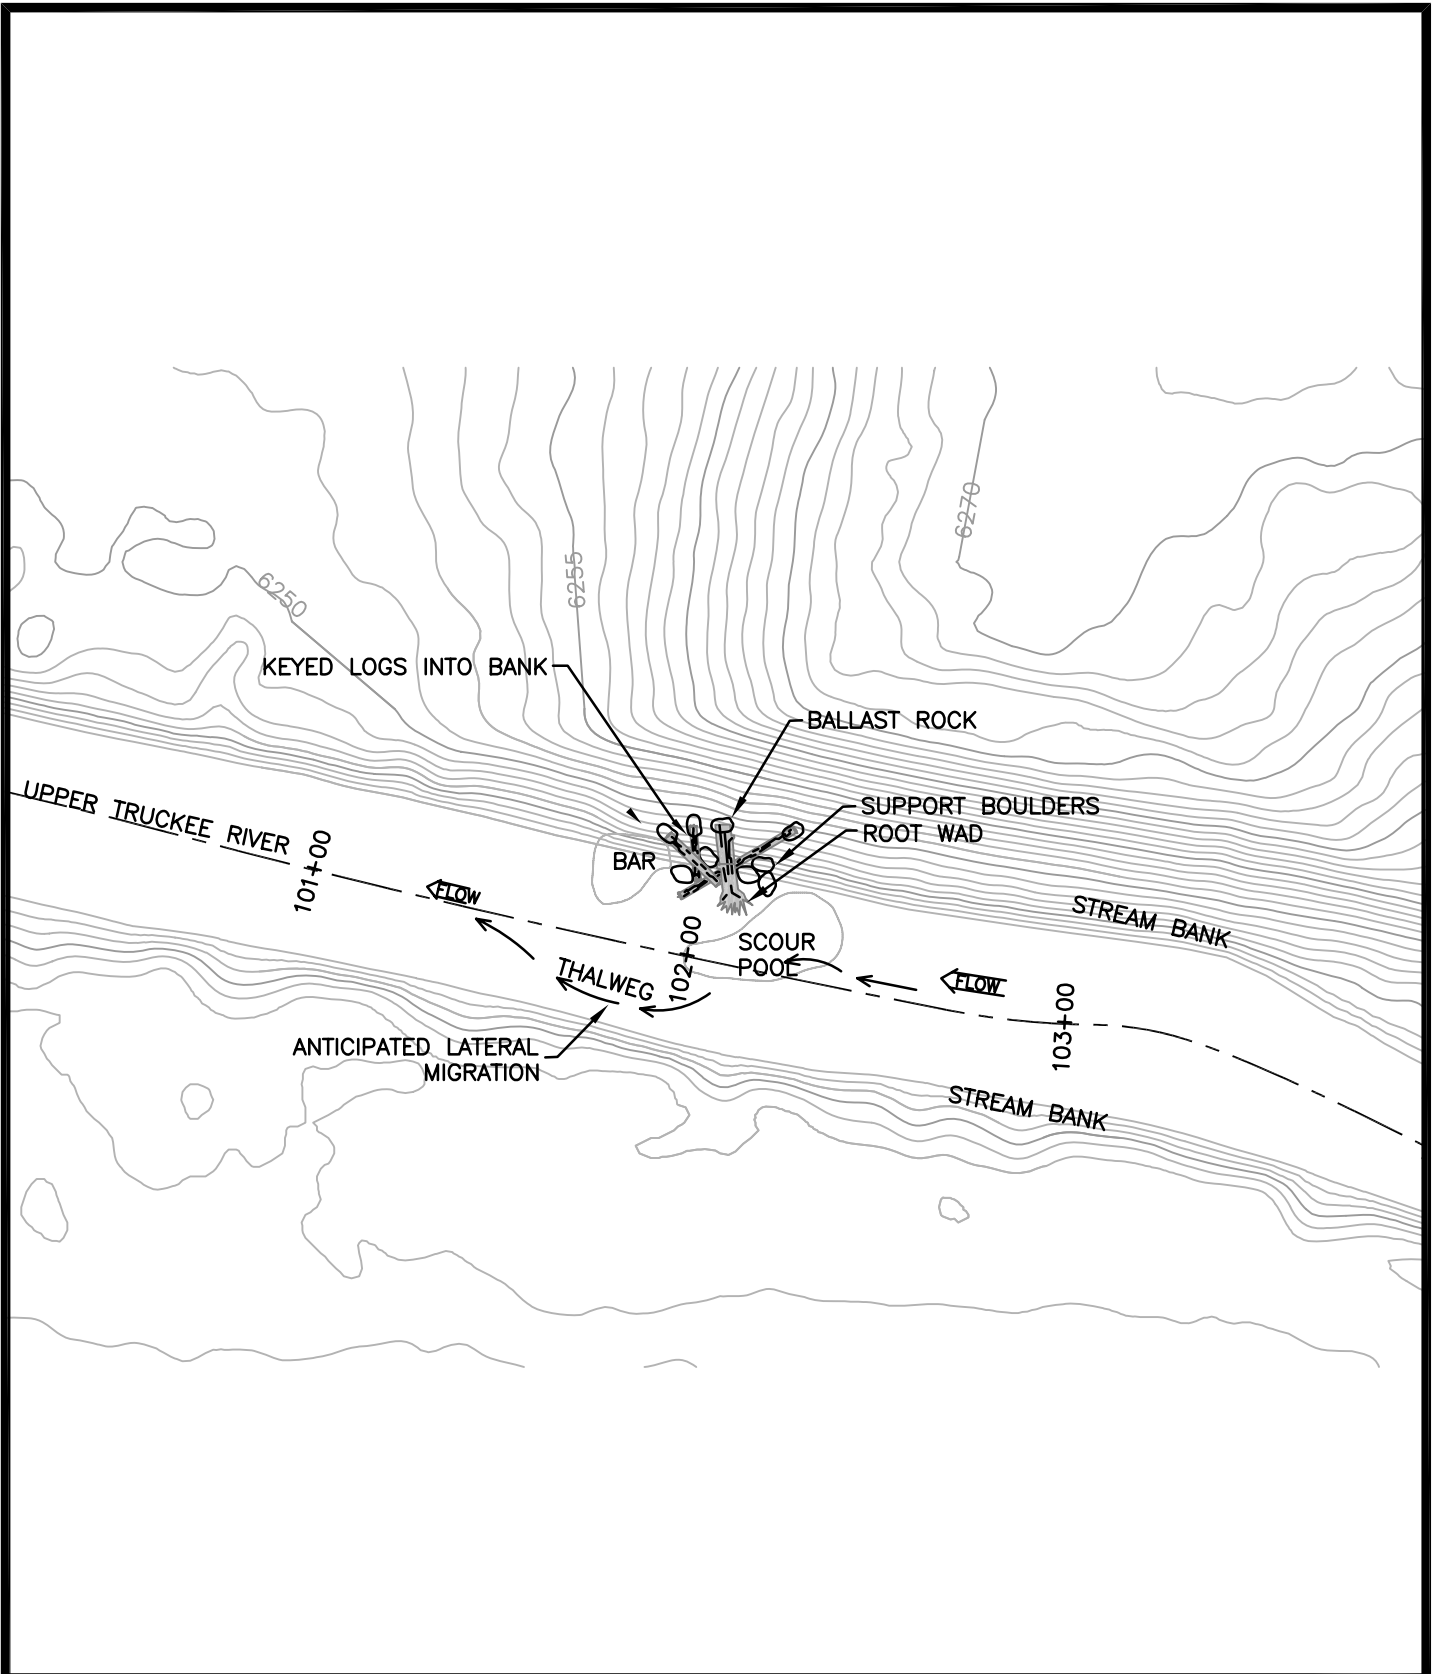 6270
6255
6250
KEYED LOGS INTO BANK
BALLAST ROCK
SUPPORT BOULDERS
ROOT WAD
UPPER TRUCKEE RIVER
101+00
BAR
FLOW
STREAM BANK
102+00
SCOUR
POOL
THALWEG
FLOW
103+00
ANTICIPATED LATERAL
MIGRATION
STREAM BANK